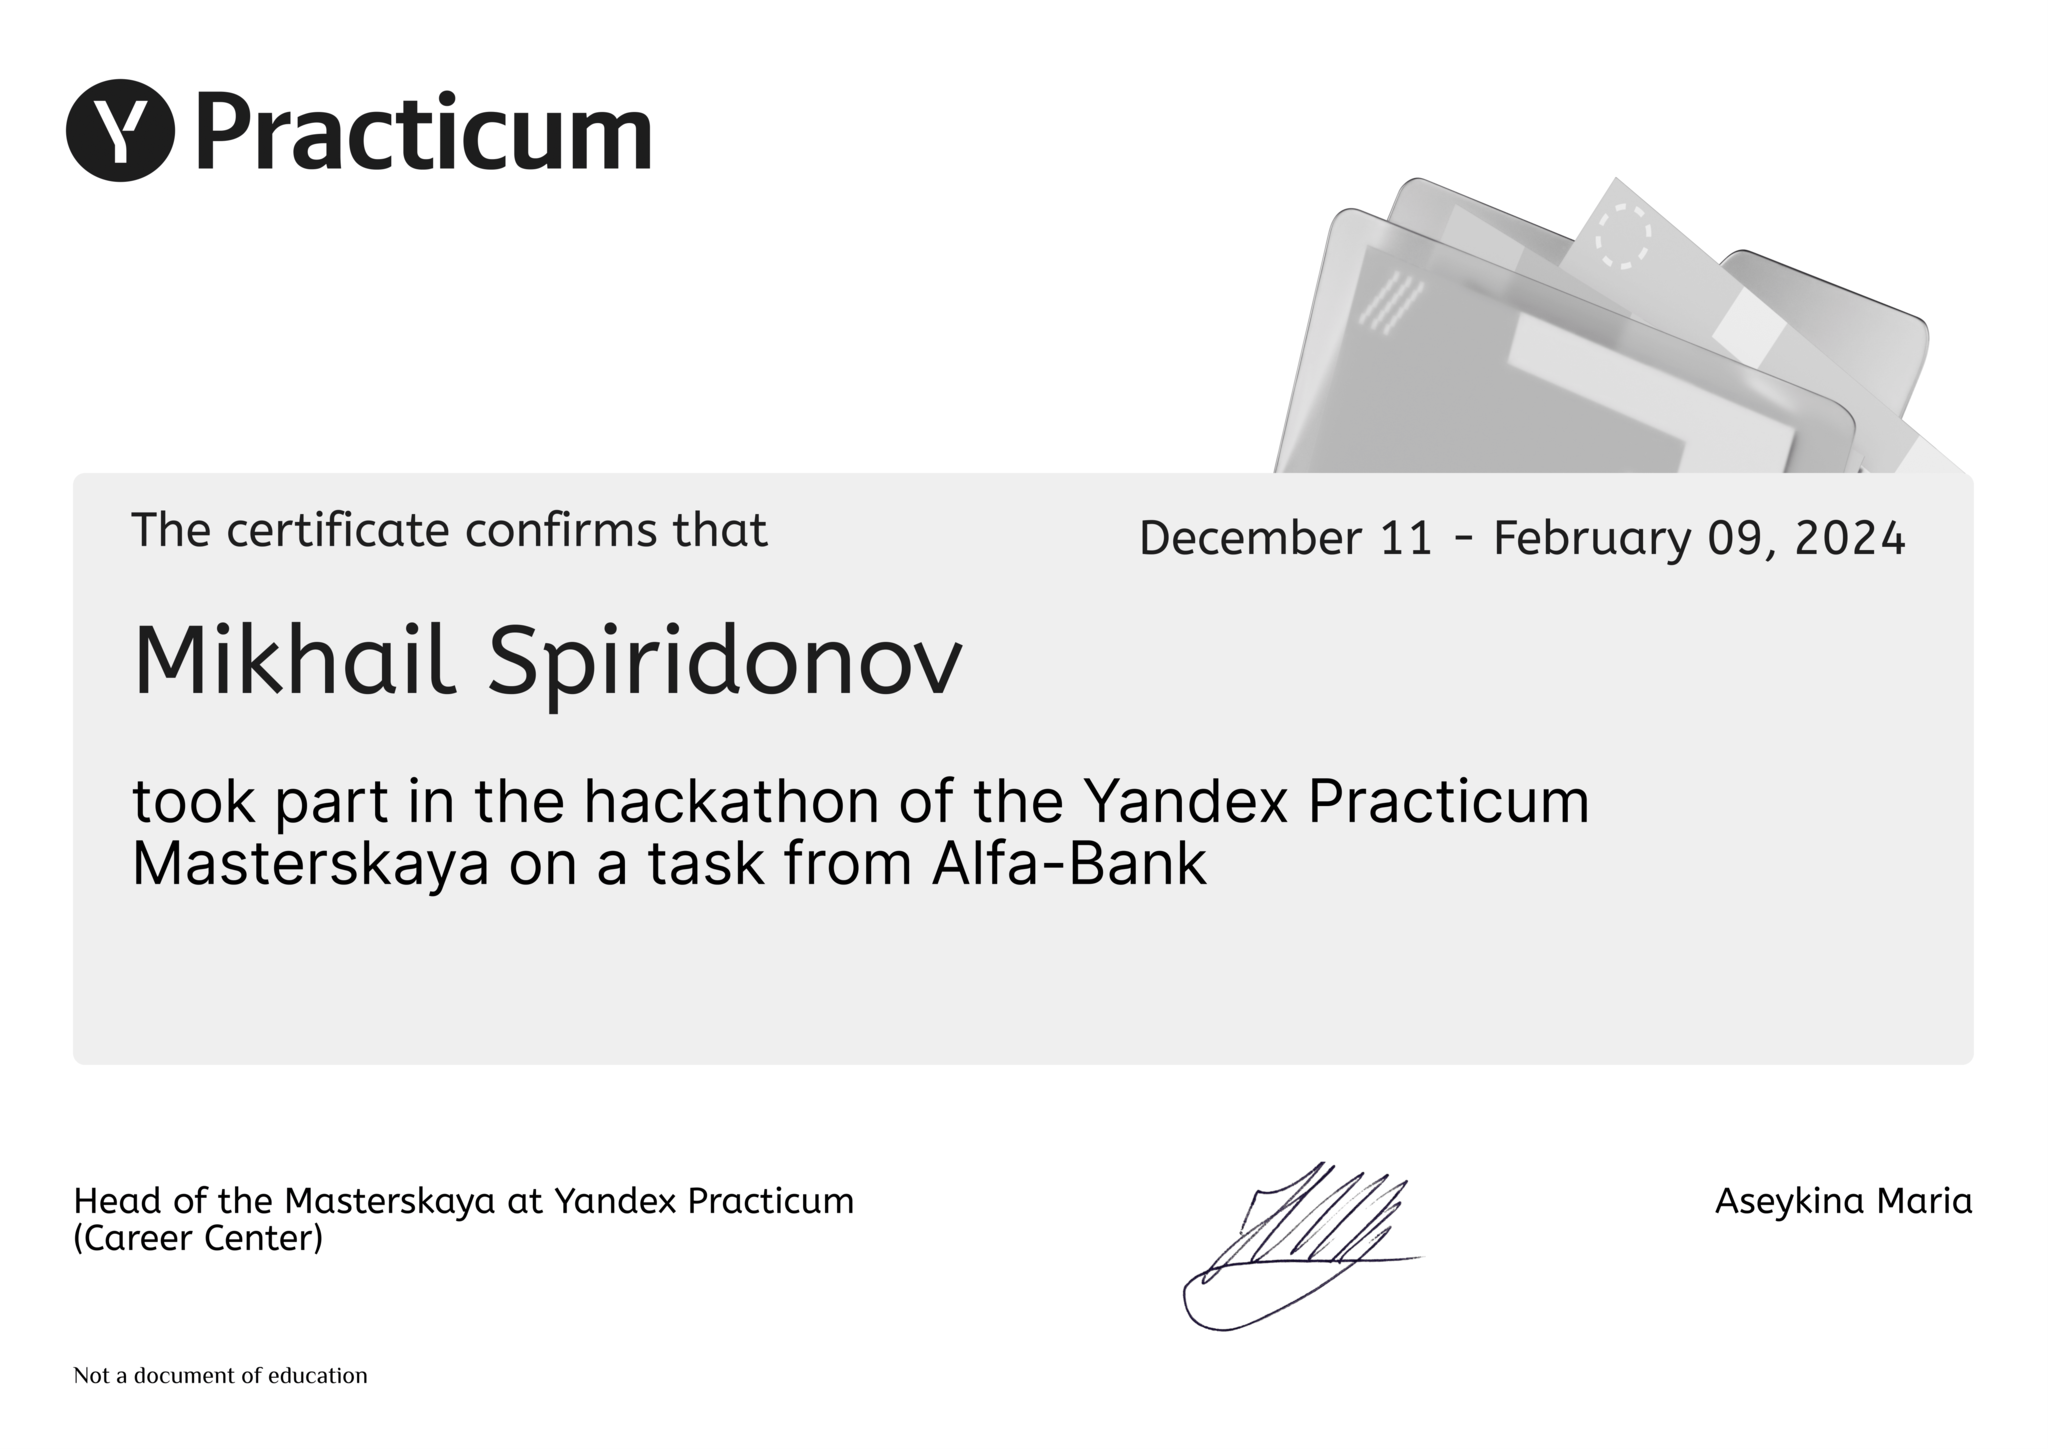 Y Practicum
The certificate confirms that
December 11 - February 09, 2024
Mikhail Spiridonov
took part in the hackathon of the Yandex Practicum
Masterskaya on a task from Alfa-Bank
Head of the Masterskaya at Yandex Practicum
(Career Center)
Aseykina Maria
Not a document of education